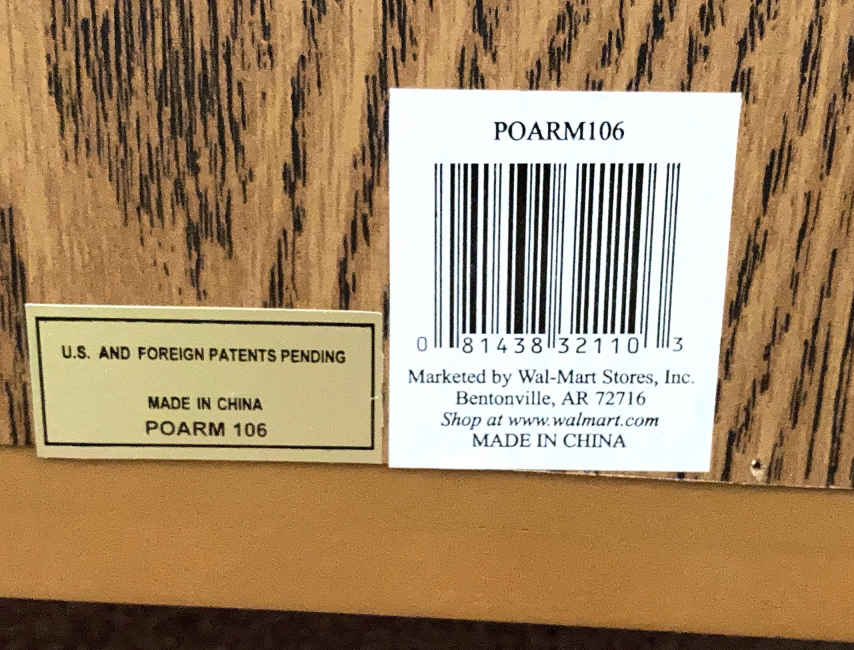 POARM106
0 81438 32110 3
Marketed by Wal-Mart Stores, Inc.
Bentonville, AR 72716
Shop at www.walmart.com
MADE IN CHINA
U.S. AND FOREIGN PATENTS PENDING
MADE IN CHINA
POARM 106